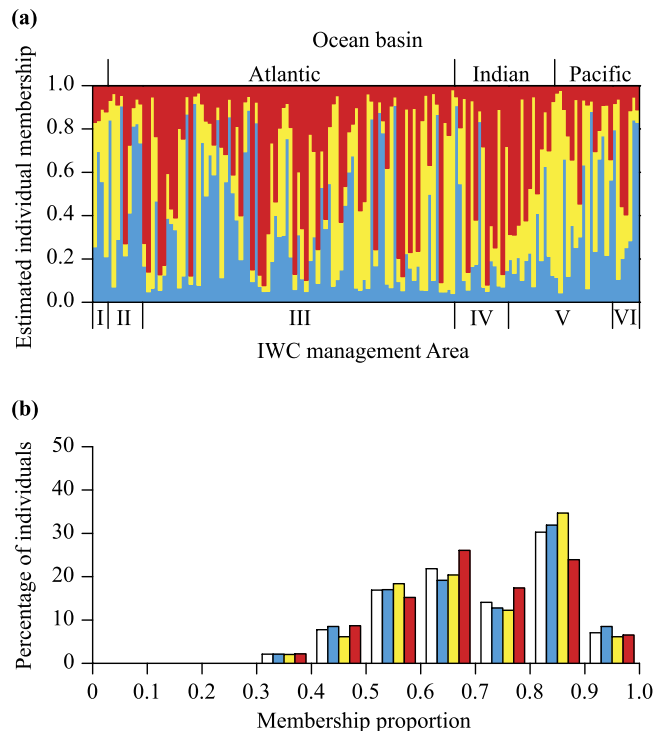 (a)
Ocean basin
Atlantic Indian Pacific
Estimated individual membership
1.0
0.8
0.6
0.4
0.2
0.0
I II III IV V VI
IWC management Area
(b)
Percentage of individuals
50
40
30
20
10
0
0 0.1 0.2 0.3 0.4 0.5 0.6 0.7 0.8 0.9 1.0
Membership proportion